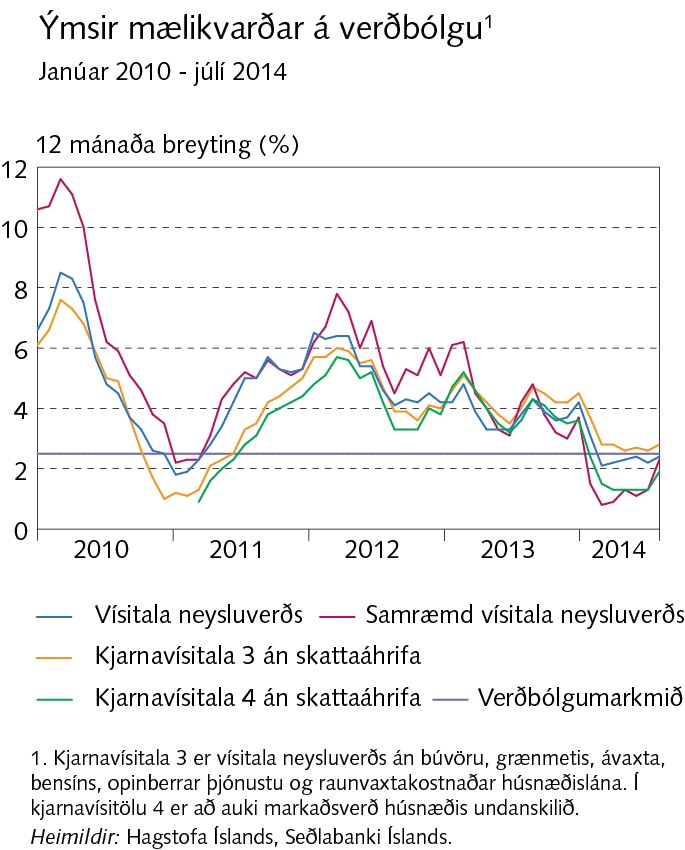 Ýmsir mælikvarðar á verðbólgu¹
Janúar 2010 - júlí 2014
12 mánaða breyting (%)
12
10
8
6
4
2
0
2010 2011 2012 2013 2014
Vísitala neysluverðs Samræmd vísitala neysluverðs
Kjarnavísitala 3 án skattaáhrifa
Kjarnavísitala 4 án skattaáhrifa Verðbólgumarkmið
1. Kjarnavísitala 3 er vísitala neysluverðs án búvöru, grænmetis, ávaxta,
bensíns, opinberrar þjónustu og raunvaxtakostnaðar húsnæðislána. Í
kjarnavísitölu 4 er að auki markaðsverð húsnæðis undanskilið.
Heimildir: Hagstofa Íslands, Seðlabanki Íslands.